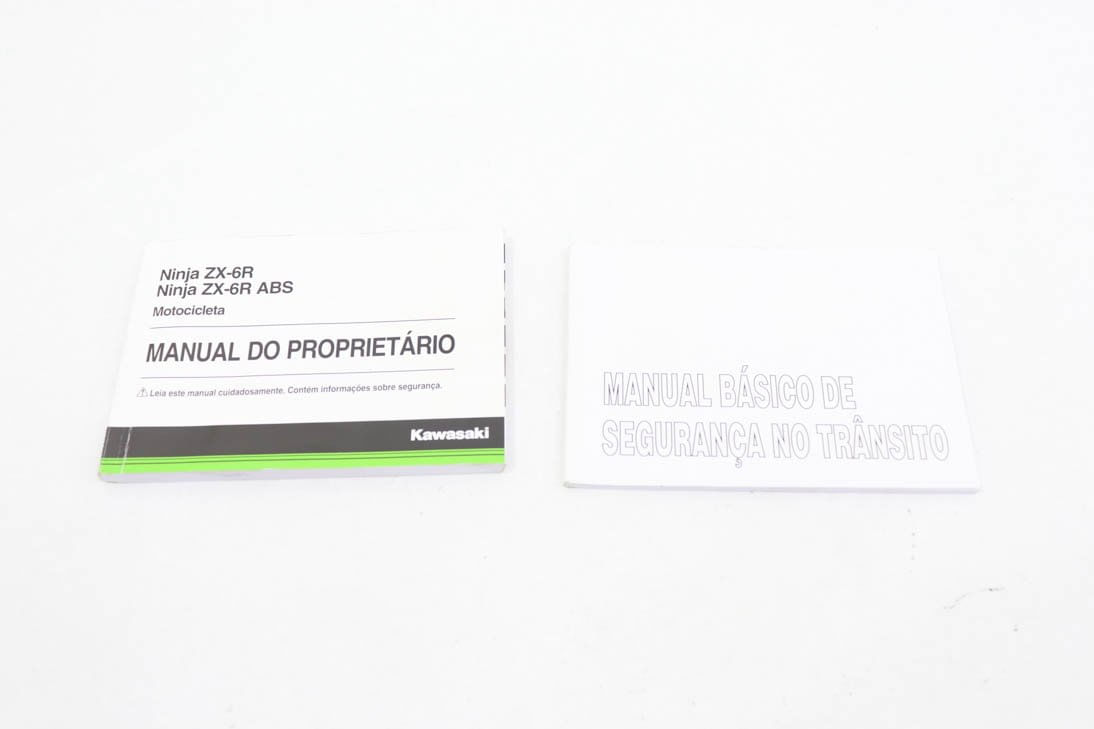 Ninja ZX-6R
Ninja ZX-6R ABS
Motocicleta
MANUAL DO PROPRIETÁRIO
Leia este manual cuidadosamente. Contém informações sobre segurança.
Kawasaki
MANUAL BÁSICO DE
SEGURANÇA NO TRÂNSITO